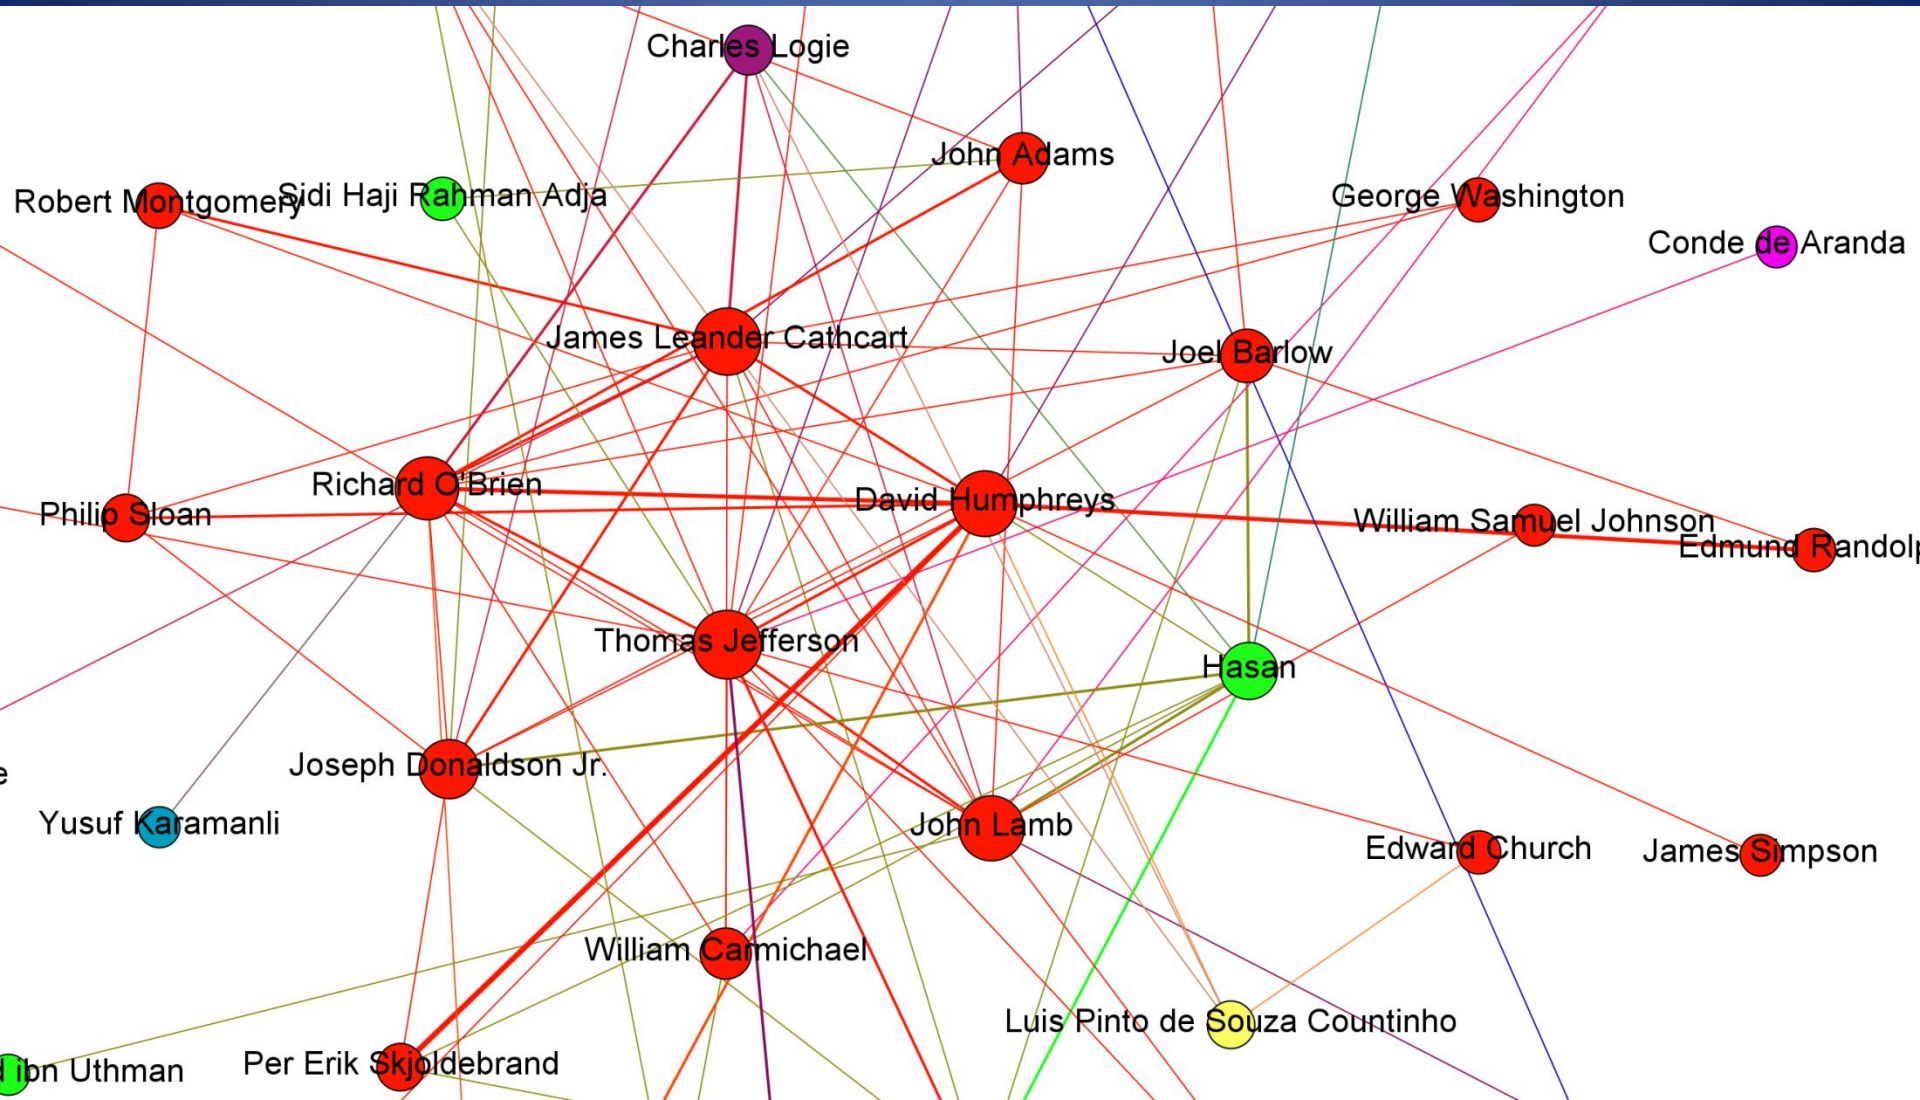 Charles Logie
John Adams
Robert Montgomery
Sidi Haji Rahman Adja
George Washington
Conde de Aranda
James Leander Cathcart
Joel Barlow
Richard O'Brien
David Humphreys
Philip Sloan
William Samuel Johnson
Edmund Randolp
Thomas Jefferson
Hasan
Joseph Donaldson Jr.
e
Yusuf Karamanli
John Lamb
Edward Church
James Simpson
William Carmichael
Luis Pinto de Souza Countinho
Per Erik Skjoldebrand
d ibn Uthman